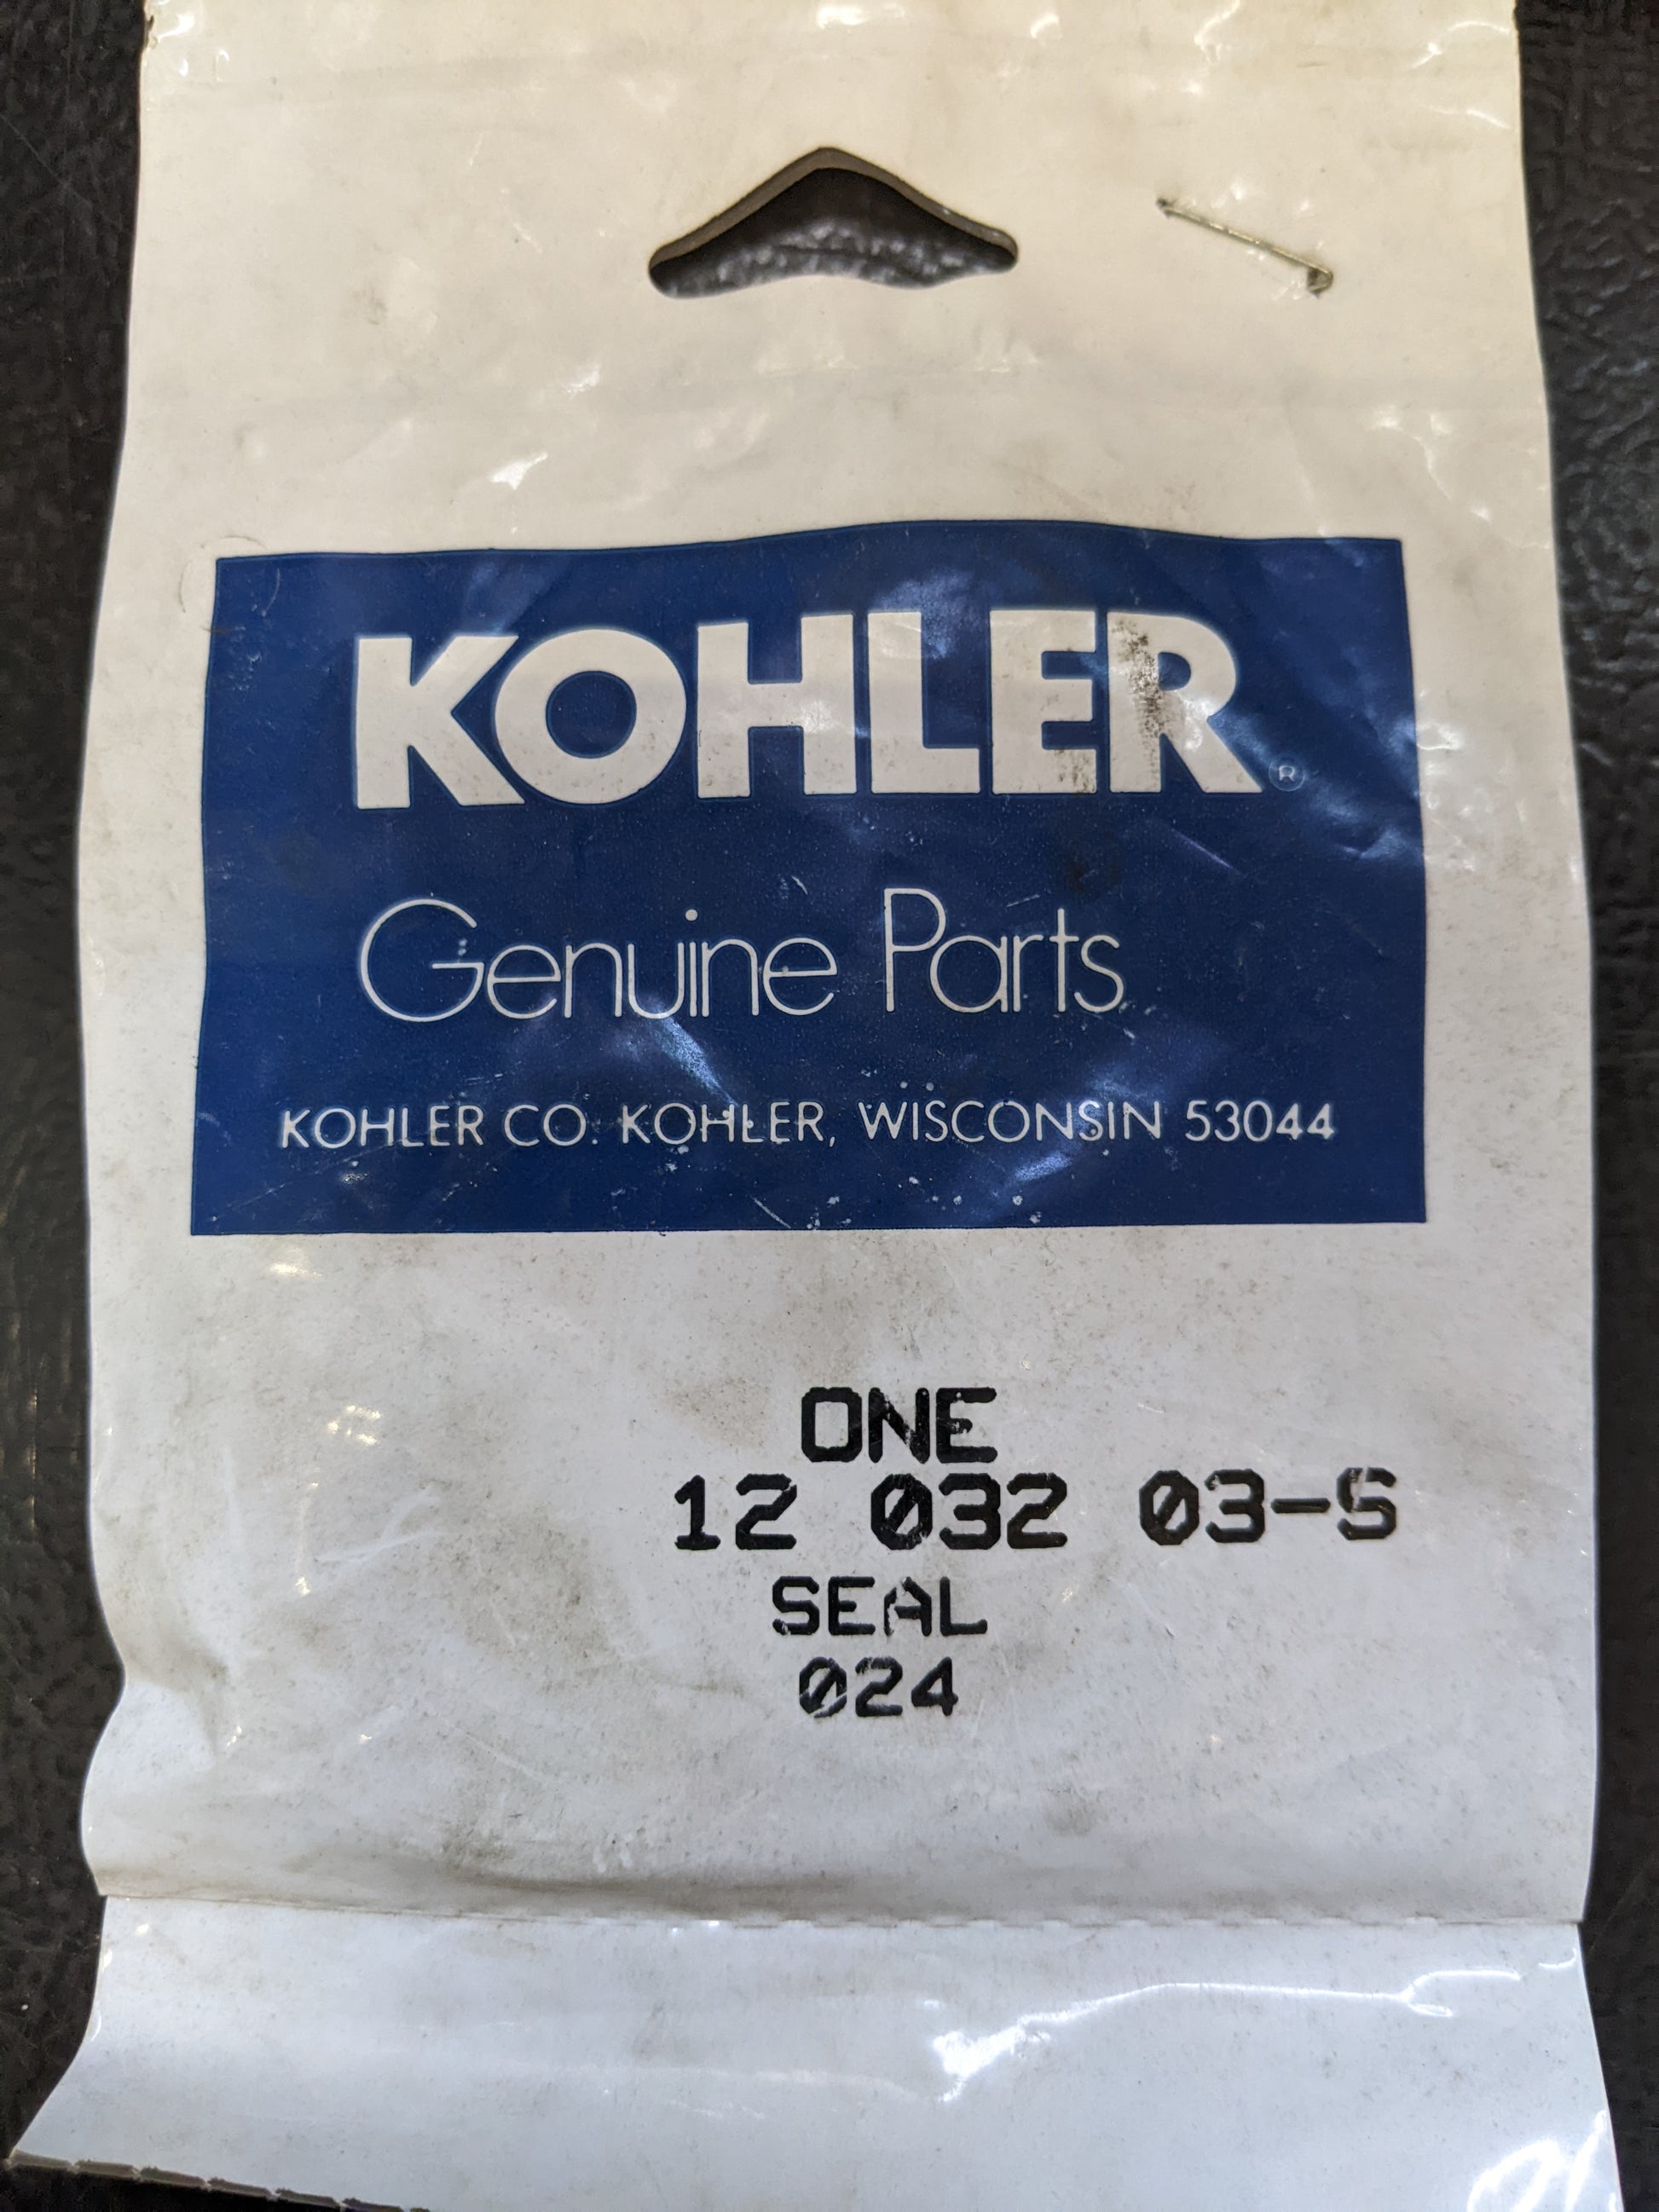 KOHLER®
Genuine Parts
KOHLER CO. KOHLER, WISCONSIN 53044
ONE
12 032 03-S
SEAL
024